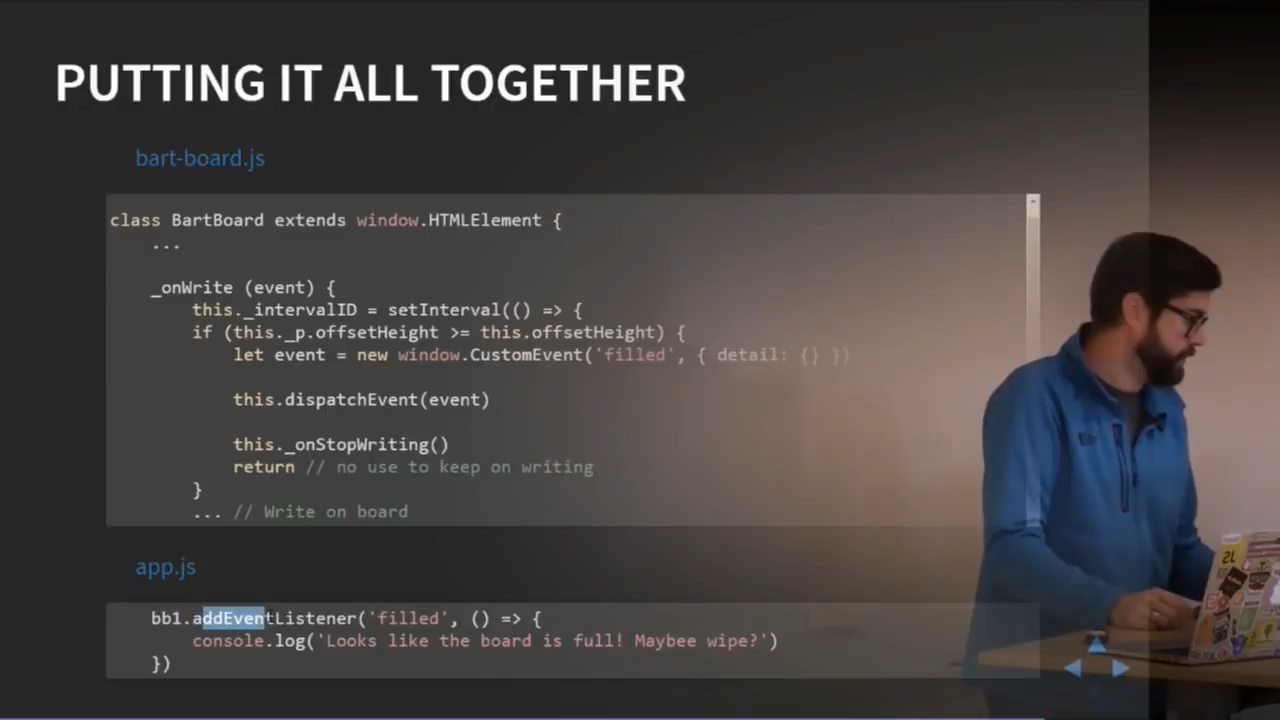 PUTTING IT ALL TOGETHER
bart-board.js
class BartBoard extends window.HTMLElement {
...
_onWrite (event) {
this._intervalID = setInterval(() => {
if (this._p.offsetHeight >= this.offsetHeight) {
let event = new window.CustomEvent('filled', { detail: {} })
this.dispatchEvent(event)
this._onStopWriting()
return // no use to keep on writing
}
... // Write on board
app.js
bb1.addEventListener('filled', () => {
console.log('Looks like the board is full! Maybee wipe?')
})